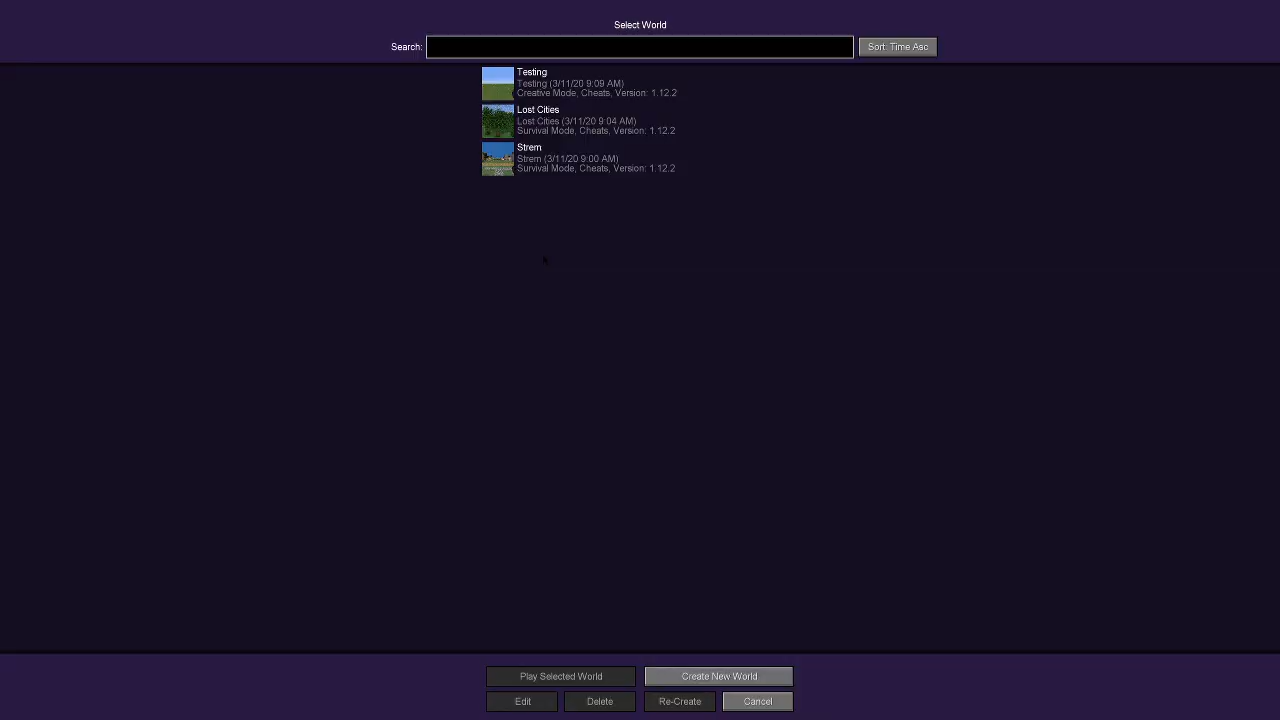 Select World
Search:
Sort: Time Asc
Testing
Testing (3/11/20 9:09 AM)
Creative Mode, Cheats, Version: 1.12.2
Lost Cities
Lost Cities (3/11/20 9:04 AM)
Survival Mode, Cheats, Version: 1.12.2
Strem
Strem (3/11/20 9:00 AM)
Survival Mode, Cheats, Version: 1.12.2
Play Selected World
Create New World
Edit
Delete
Re-Create
Cancel